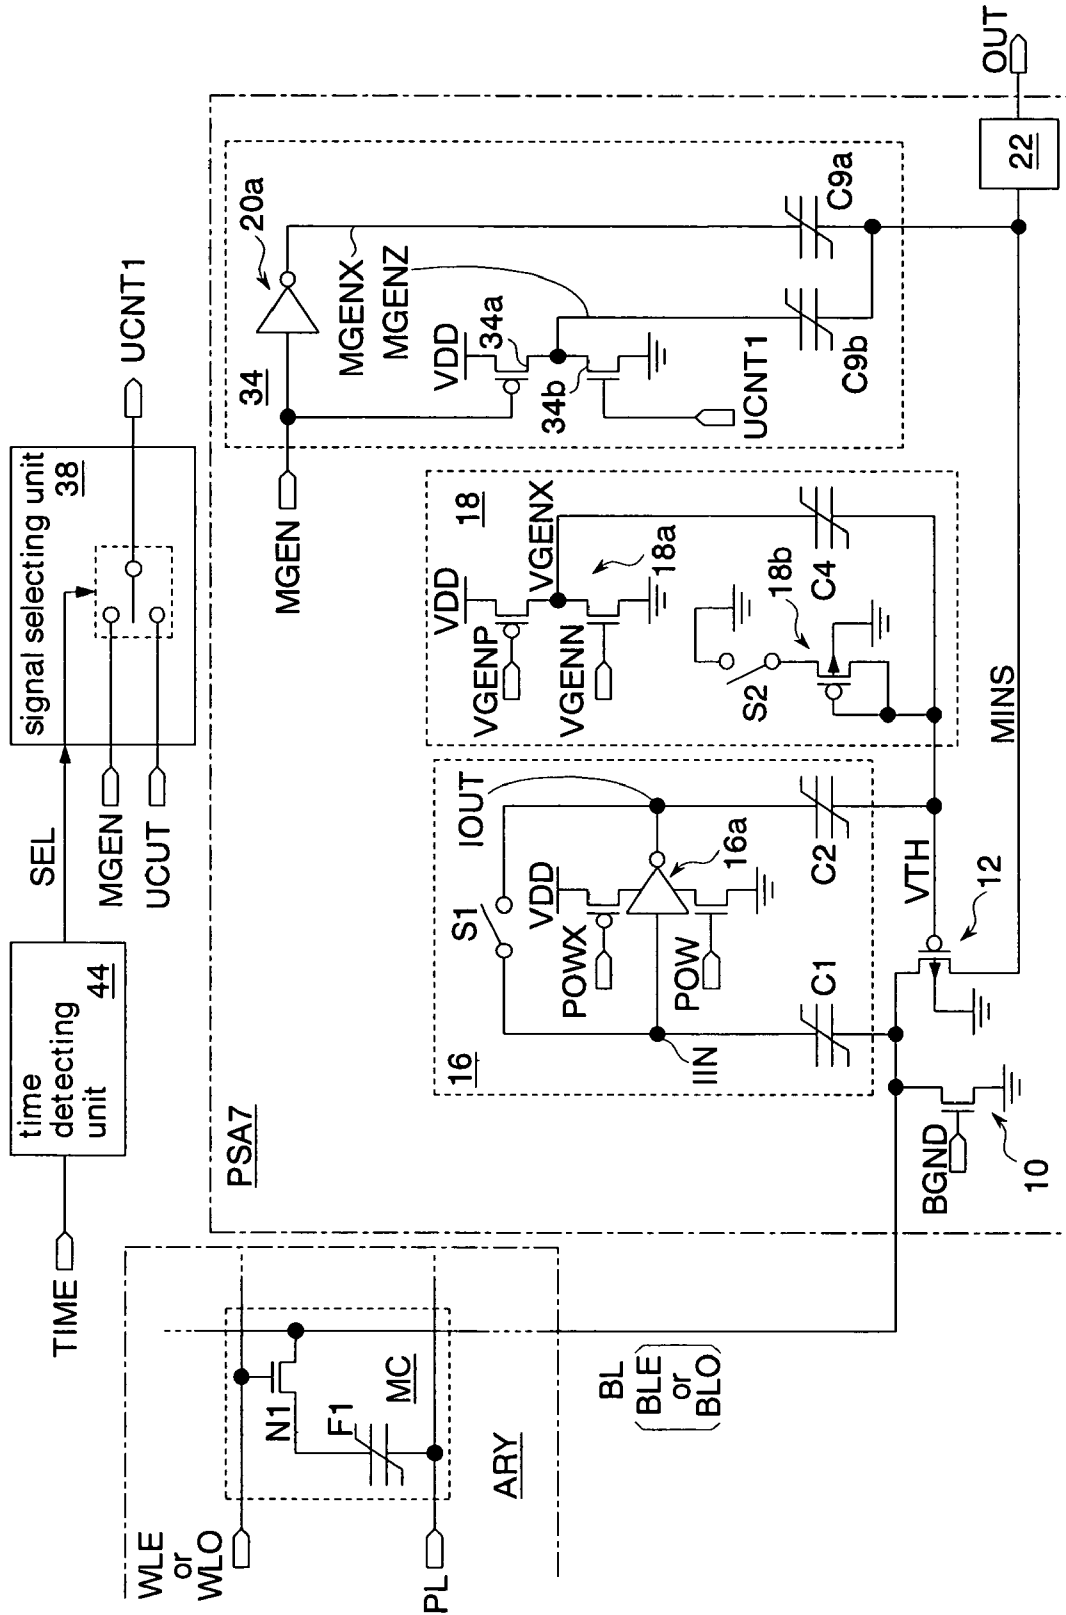 TIME
time
detecting
unit
44
SEL
MGEN
UCUT
signal selecting unit
38
UCNT1
WLE
or
WLO
PL
N1
F1
MC
ARY
BL
BLE
or
BLO
PSA7
16
S1
IOUT
VDD
POWX
POW
16a
IIN
C1
C2
BGND
10
12
VTH
MINS
18
VDD
VGENP
VGENN
VGENX
18a
S2
18b
C4
MGEN
34
20a
MGENX
MGENZ
VDD
34a
34b
UCNT1
C9b
C9a
22
OUT